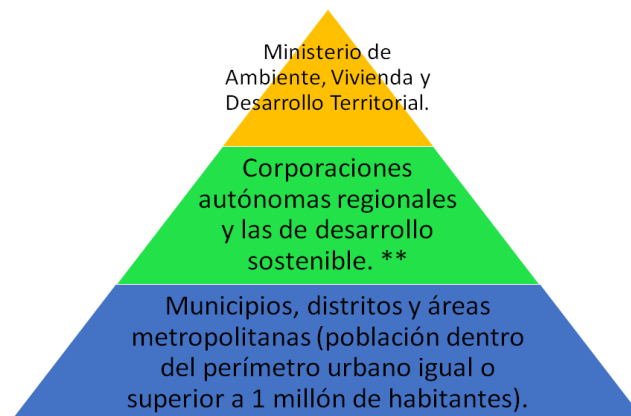 Ministerio de
Ambiente, Vivienda y
Desarrollo Territorial.
Corporaciones
autónomas regionales
y las de desarrollo
sostenible. **
Municipios, distritos y áreas
metropolitanas (población dentro
del perímetro urbano igual o
superior a 1 millón de habitantes).